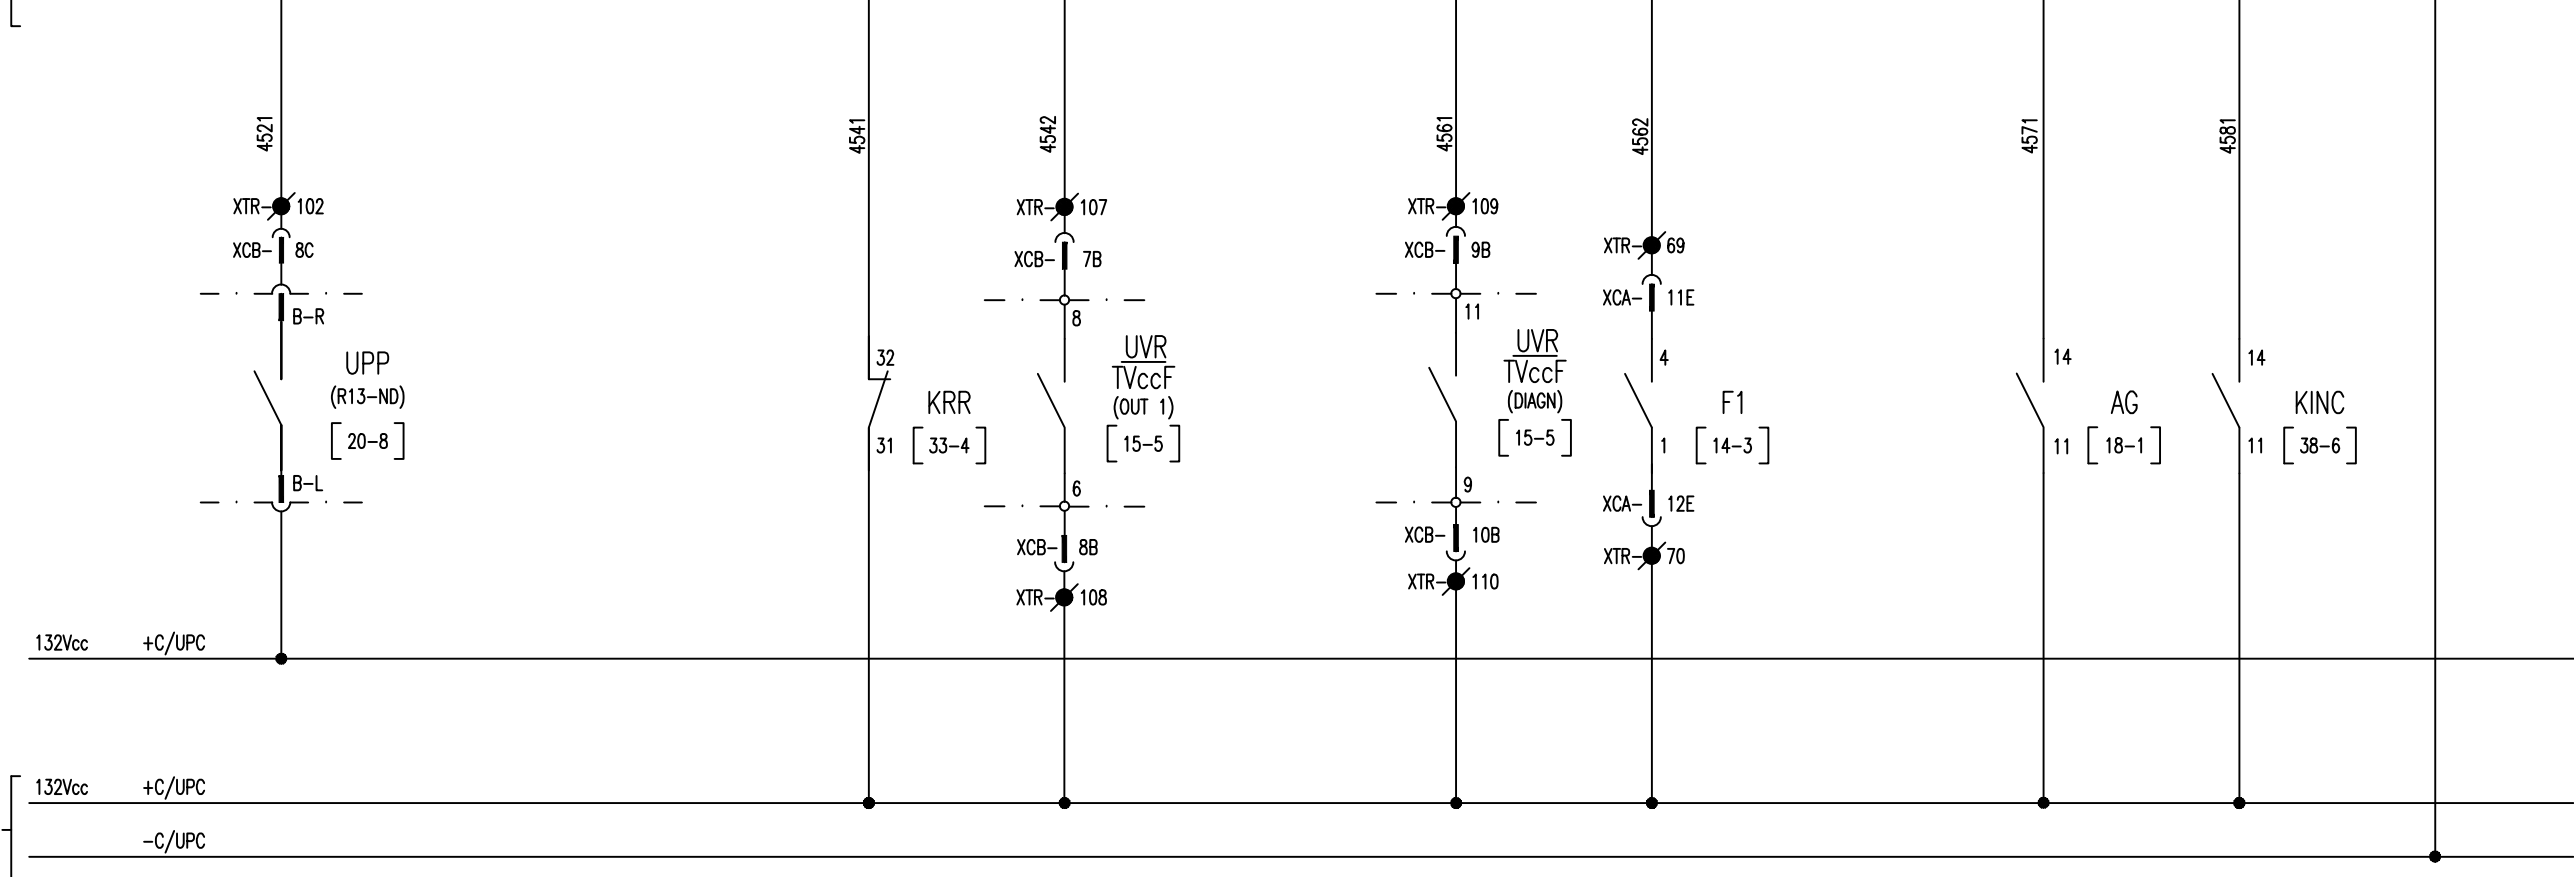 4521
4541
4542
4561
4562
4571
4581
XTR- 102
XTR- 107
XTR- 109
XTR- 69
XCB- 8C
XCB- 7B
XCB- 9B
XCA- 11E
B-R
8
11
UPP
(R13-ND)
[20-8]
B-L
32
KRR
31
[33-4]
UVR
TVccF
(OUT 1)
[15-5]
6
UVR
TVccF
(DIAGN)
[15-5]
9
4
F1
1
[14-3]
14
AG
11
[18-1]
14
KINC
11
[38-6]
XCB- 8B
XCB- 10B
XCA- 12E
XTR- 108
XTR- 110
XTR- 70
132Vcc +C/UPC
132Vcc +C/UPC
-C/UPC